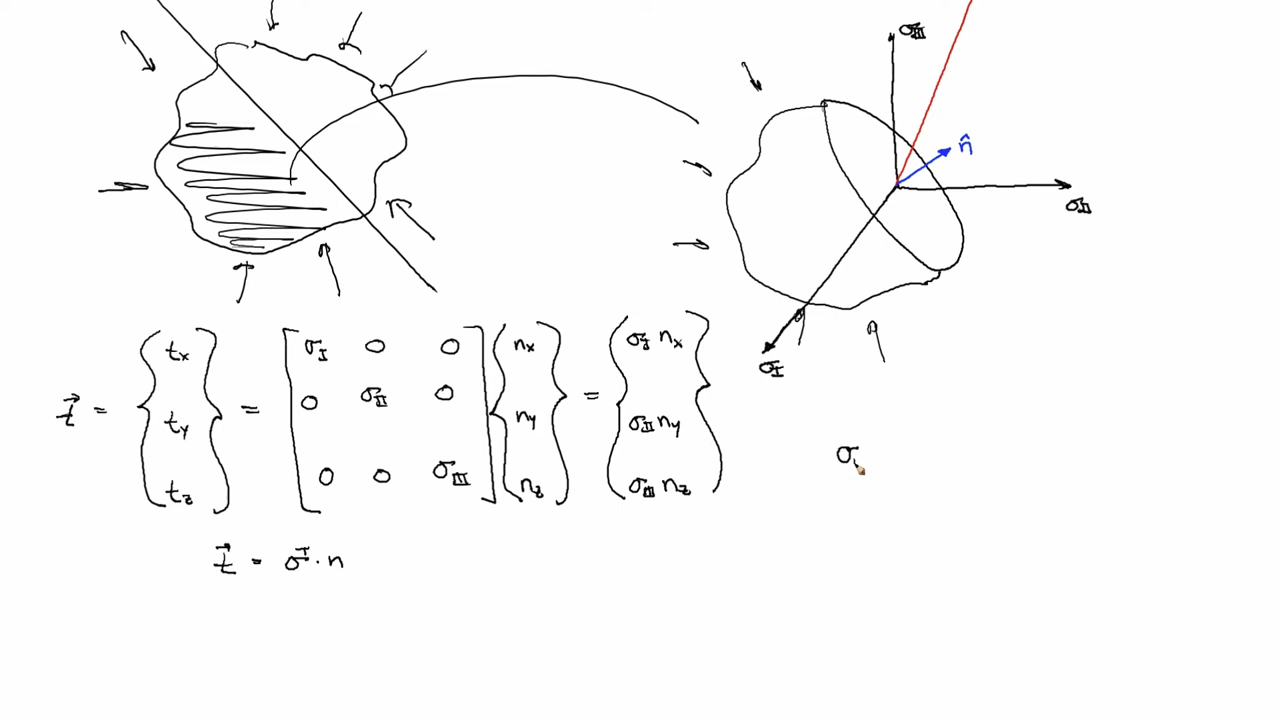 σIII
n̂
σII
σI
t⃗ = { tx ty tz } = [ σI 0 0 0 σII 0 0 0 σIII ] { nx ny nz } = { σI nx σII ny σIII nz }
σ
t⃗ = σᵀ · n